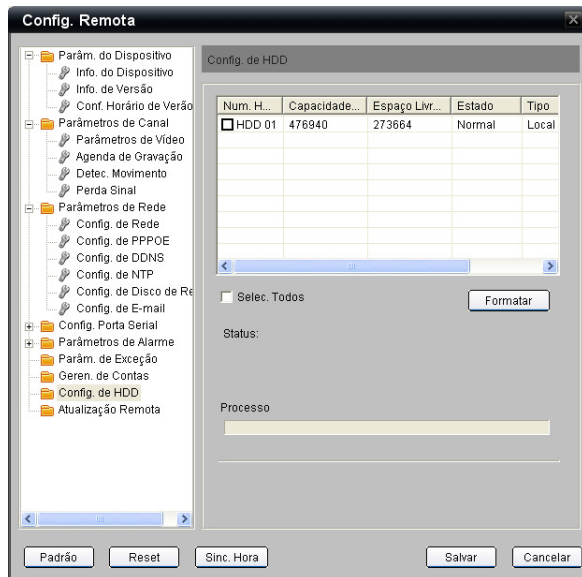 Config. Remota
Parâm. do Dispositivo
Info. do Dispositivo
Info. de Versão
Conf. Horário de Verão
Parâmetros de Canal
Parâmetros de Vídeo
Agenda de Gravação
Detec. Movimento
Perda Sinal
Parâmetros de Rede
Config. de Rede
Config. de PPPOE
Config. de DDNS
Config. de NTP
Config. de Disco de Re
Config. de E-mail
Config. Porta Serial
Parâmetros de Alarme
Parâm. de Exceção
Geren. de Contas
Config. de HDD
Atualização Remota
Config. de HDD
Num. H... Capacidade... Espaço Livr... Estado Tipo
HDD 01 476940 273664 Normal Local
Selec. Todos Formatar
Status:
Processo
Padrão Reset Sinc. Hora Salvar Cancelar